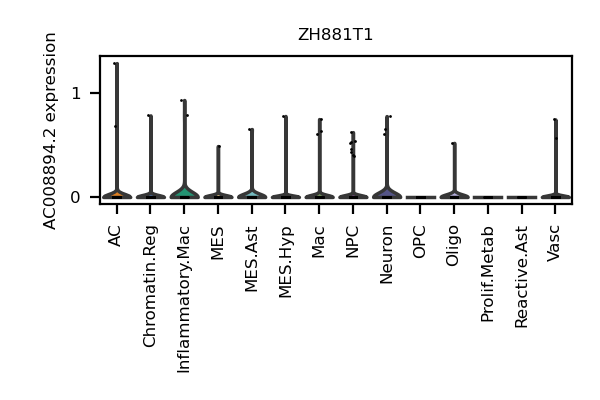 ZH881T1
AC008894.2 expression
1
0
AC
Chromatin.Reg
Inflammatory.Mac
MES
MES.Ast
MES.Hyp
Mac
NPC
Neuron
OPC
Oligo
Prolif.Metab
Reactive.Ast
Vasc